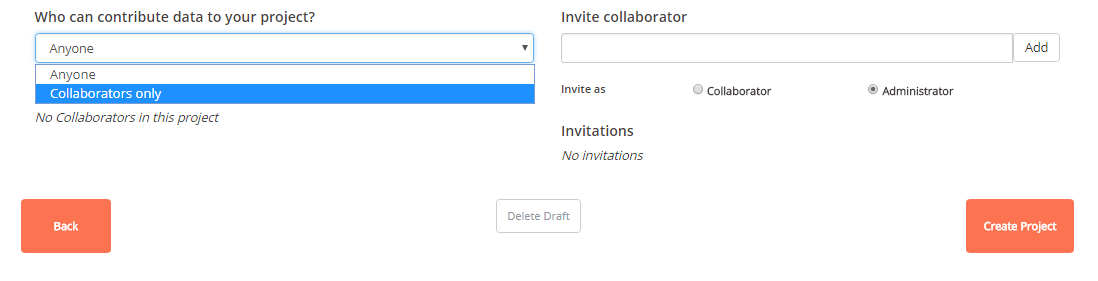 Who can contribute data to your project?
Anyone
Anyone
Collaborators only
No Collaborators in this project
Invite collaborator
Add
Invite as Collaborator Administrator
Invitations
No invitations
Back
Delete Draft
Create Project